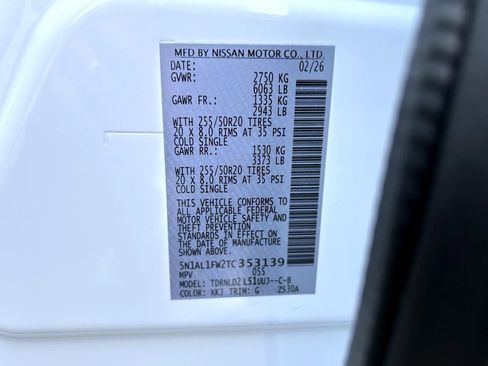 MFD BY NISSAN MOTOR CO., LTD.
DATE: 02/26
GVWR: 2750 KG
6063 LB
GAWR FR.: 1335 KG
2943 LB
WITH 255/50R20 TIRES
20 X 8.0 RIMS AT 35 PSI
COLD SINGLE
GAWR RR.: 1530 KG
3373 LB
WITH 255/50R20 TIRES
20 X 8.0 RIMS AT 35 PSI
COLD SINGLE
THIS VEHICLE CONFORMS TO
ALL APPLICABLE FEDERAL
MOTOR VEHICLE SAFETY AND
THEFT PREVENTION
STANDARDS IN EFFECT ON
THE DATE OF MANUFACTURE
SHOWN ABOVE.
5N1AL1FW2TC353139
MPV 055
MODEL: TDRNLD2 L51UUJ--C-B
COLOR: XKJ TRIM: G ZS30A